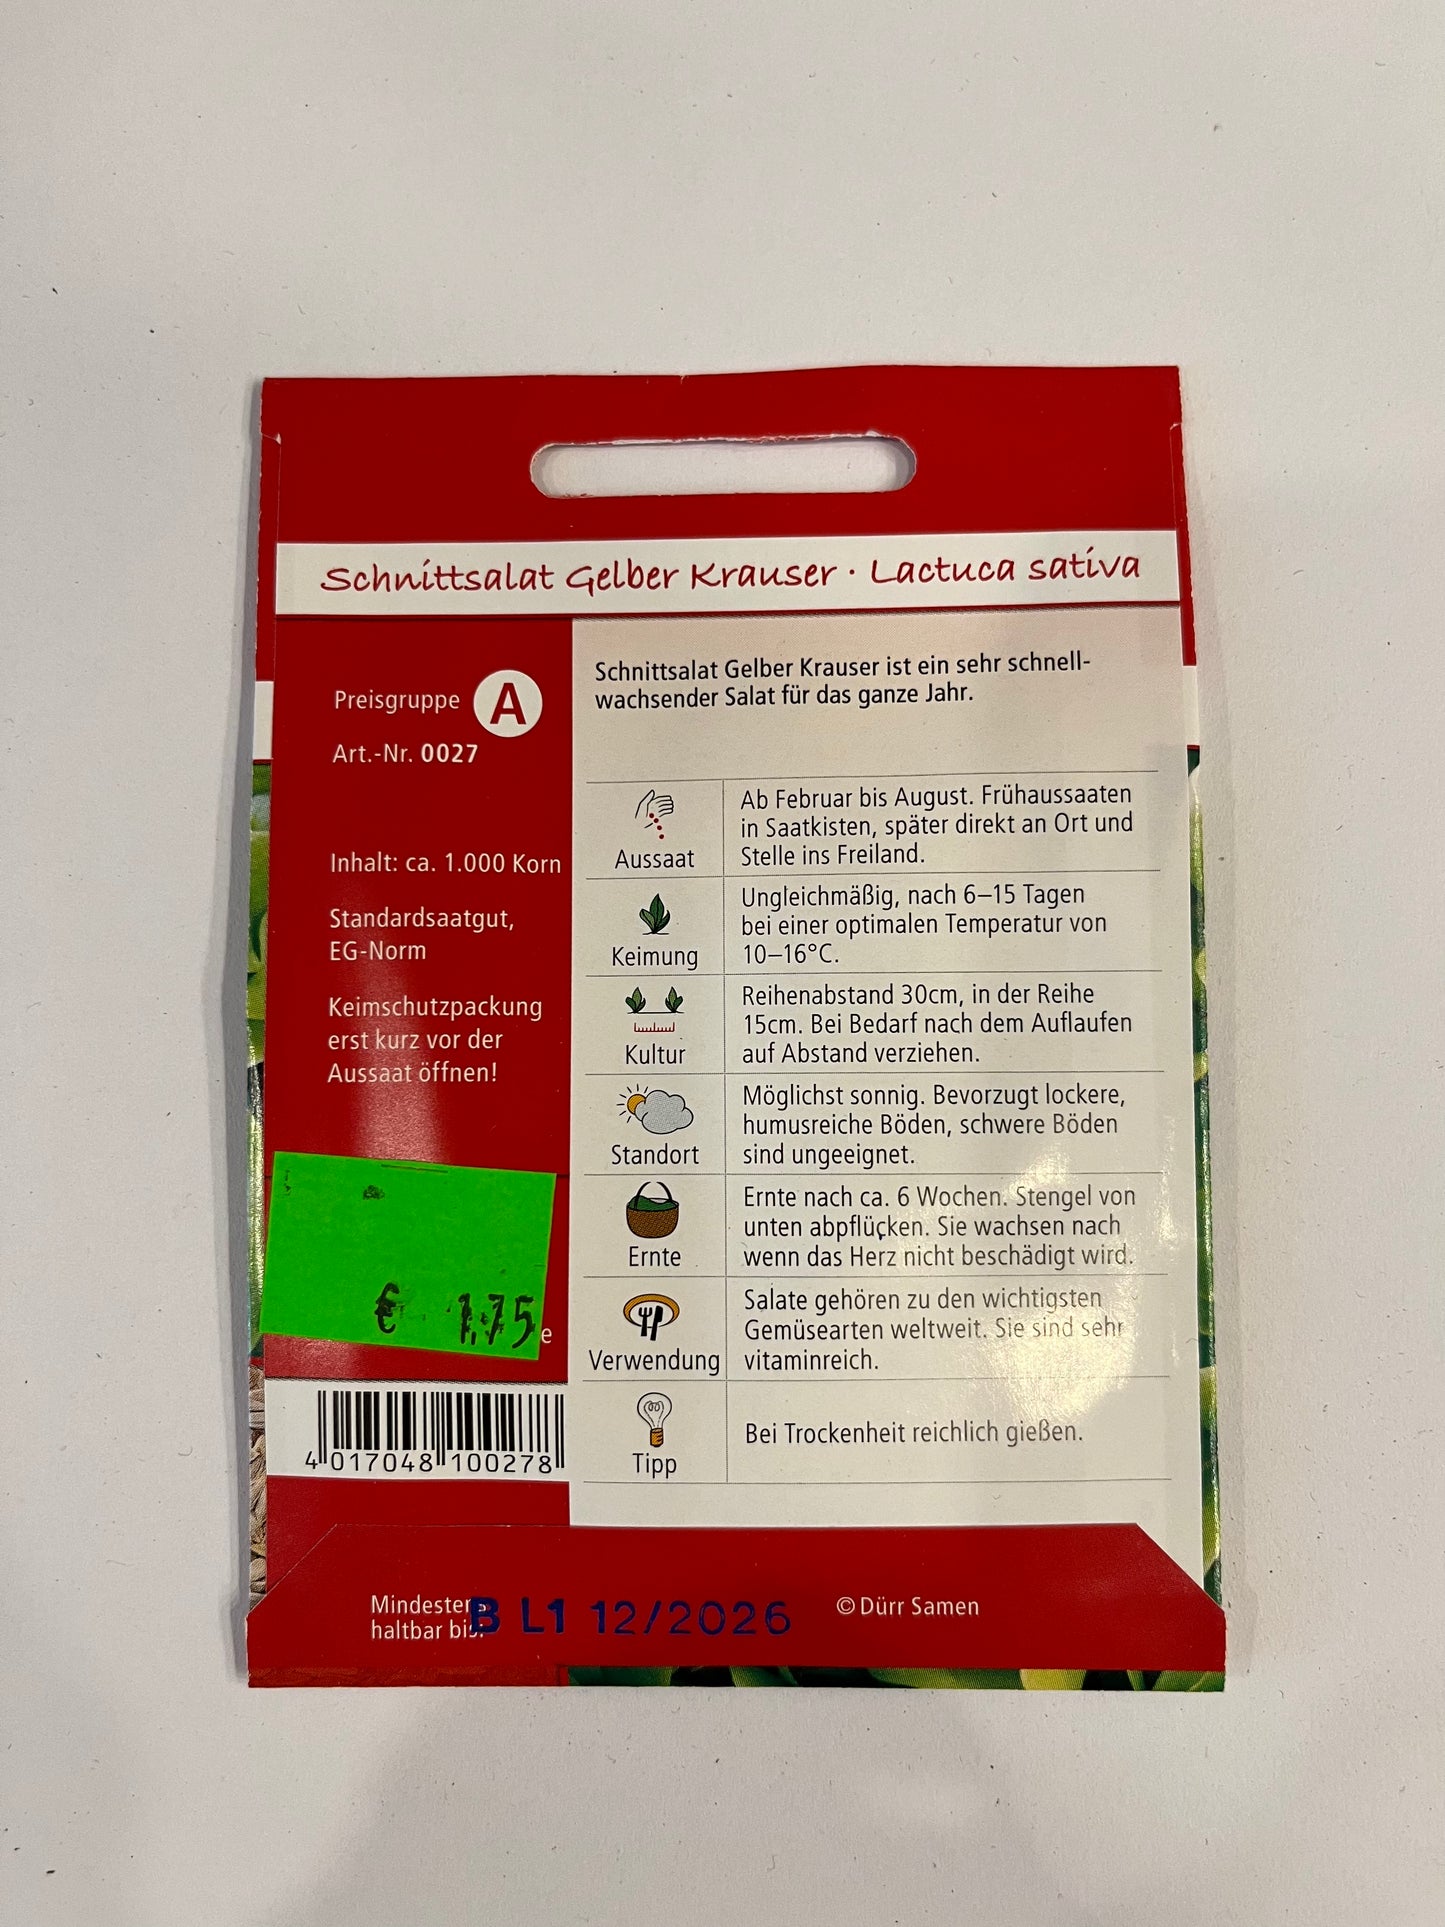 Schnittsalat Gelber Krauser · Lactuca sativa
Preisgruppe A
Art.-Nr. 0027
Inhalt: ca. 1.000 Korn
Standardsaatgut,
EG-Norm
Keimschutzpackung
erst kurz vor der
Aussaat öffnen!
€ 1,75
e
4 017048 100278
Schnittsalat Gelber Krauser ist ein sehr schnell-
wachsender Salat für das ganze Jahr.
Aussaat
Ab Februar bis August. Frühaussaaten
in Saatkisten, später direkt an Ort und
Stelle ins Freiland.
Keimung
Ungleichmäßig, nach 6–15 Tagen
bei einer optimalen Temperatur von
10–16°C.
Kultur
Reihenabstand 30cm, in der Reihe
15cm. Bei Bedarf nach dem Auflaufen
auf Abstand verziehen.
Standort
Möglichst sonnig. Bevorzugt lockere,
humusreiche Böden, schwere Böden
sind ungeeignet.
Ernte
Ernte nach ca. 6 Wochen. Stengel von
unten abpflücken. Sie wachsen nach
wenn das Herz nicht beschädigt wird.
Verwendung
Salate gehören zu den wichtigsten
Gemüsearten weltweit. Sie sind sehr
vitaminreich.
Tipp
Bei Trockenheit reichlich gießen.
Mindestens
haltbar bis:
B L1 12/2026
© Dürr Samen